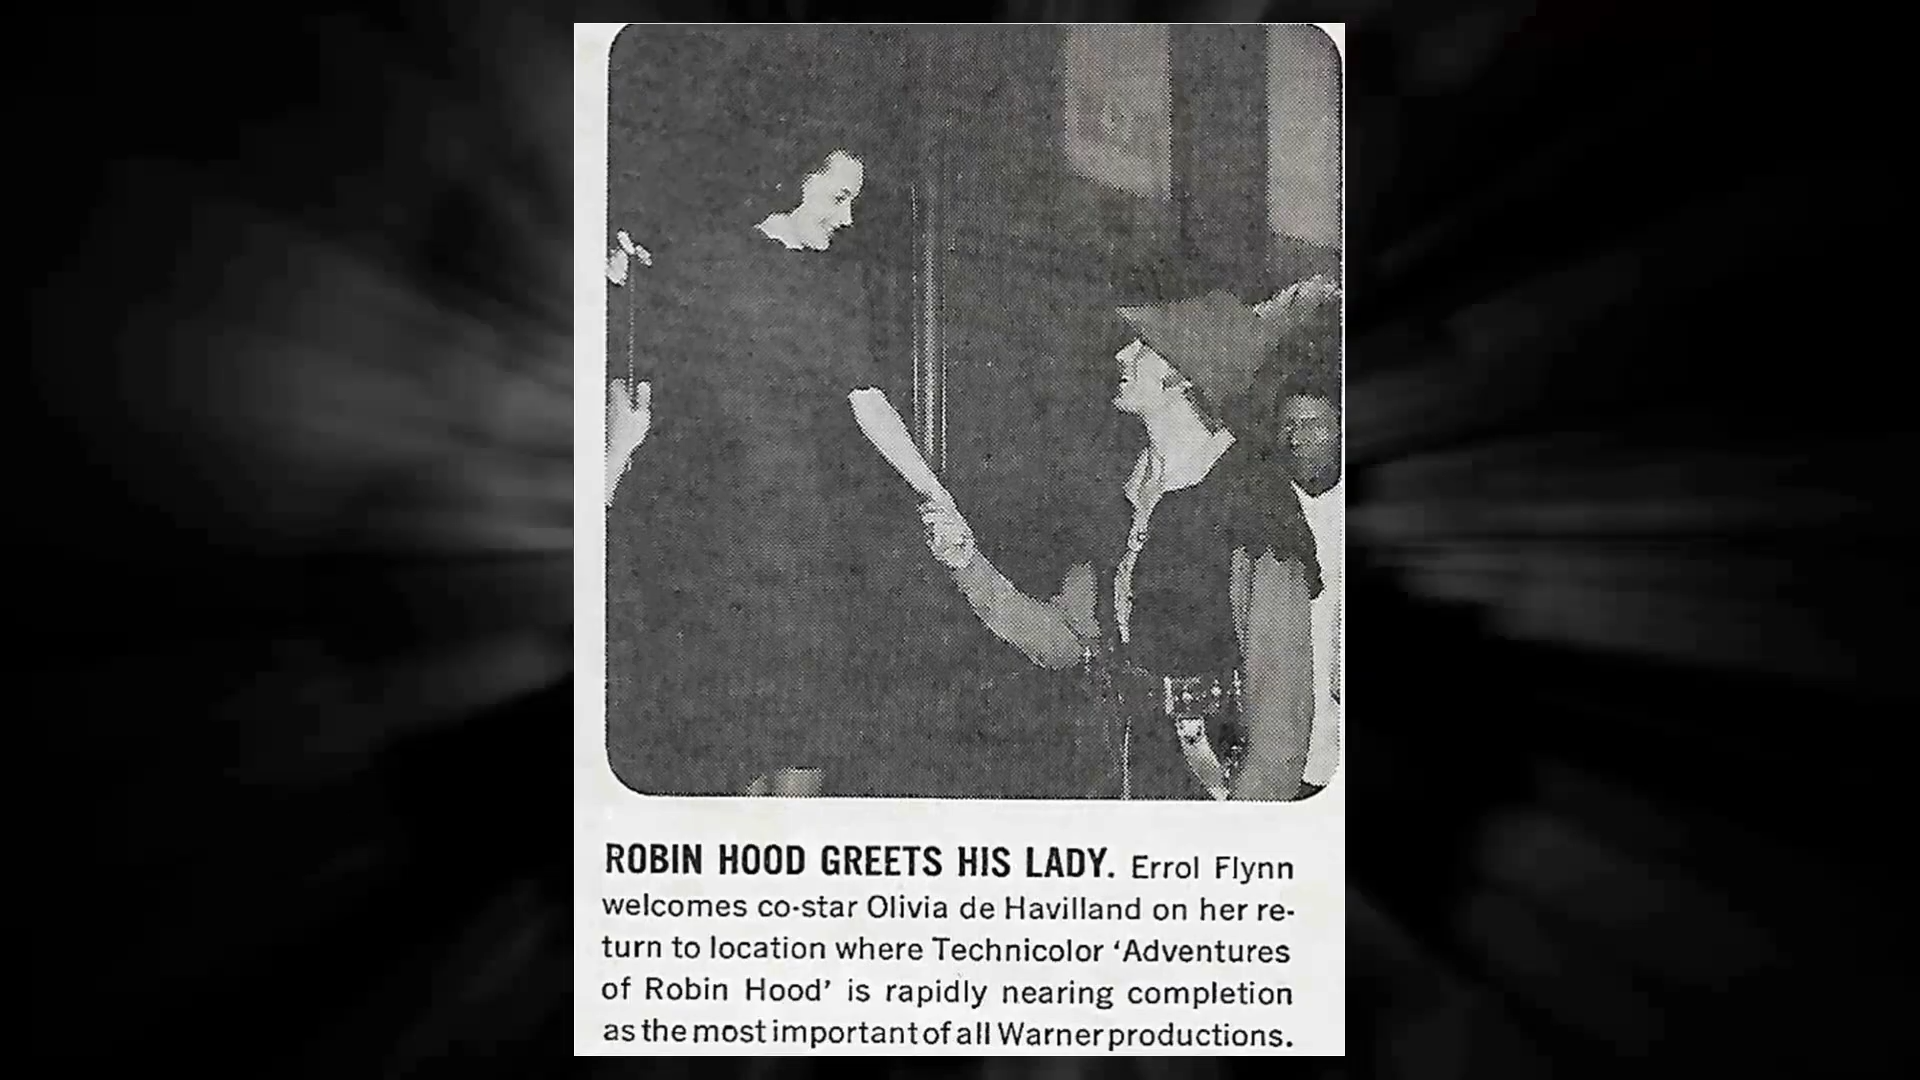 ROBIN HOOD GREETS HIS LADY. Errol Flynn
welcomes co-star Olivia de Havilland on her re-
turn to location where Technicolor 'Adventures
of Robin Hood' is rapidly nearing completion
as the most important of all Warner productions.